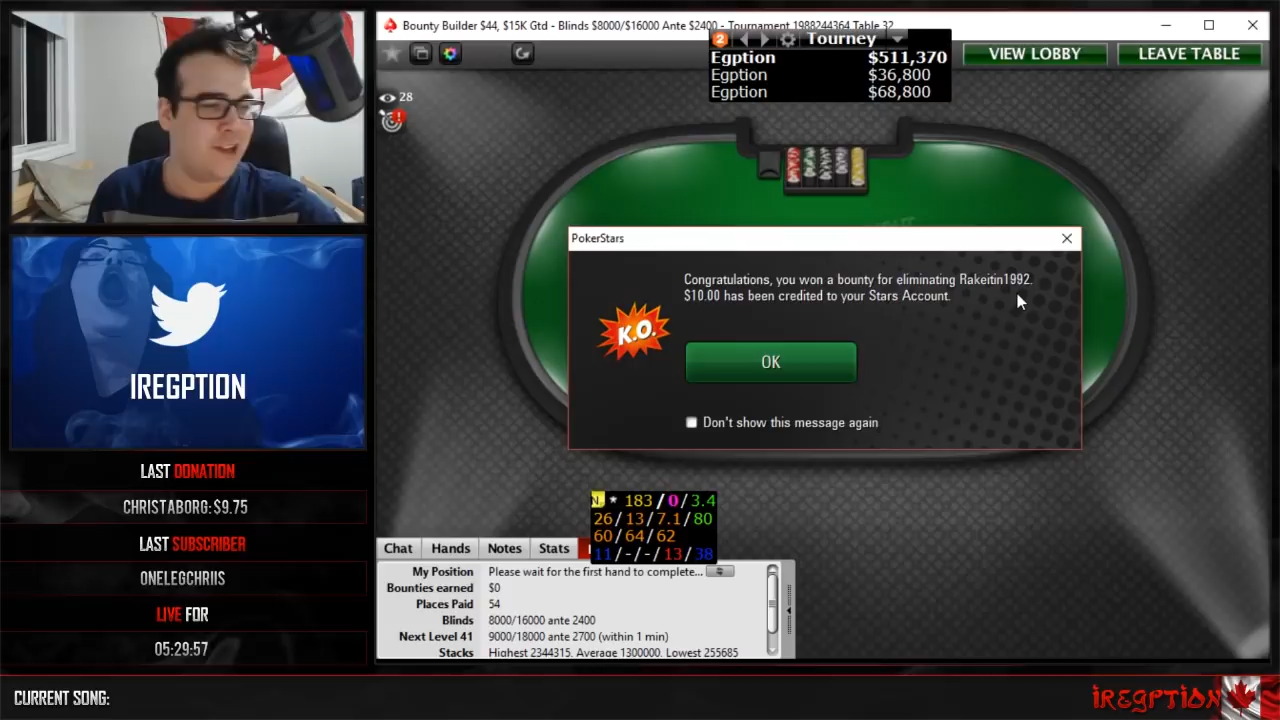 Bounty Builder $44, $15K Gtd - Blinds $8000/$16000 Ante $2400 - Tournament 1988244364 Table 32
2 Tourney
VIEW LOBBY
LEAVE TABLE
Egption $511,370
Egption $36,800
Egption $68,800
28
PokerStars
Congratulations, you won a bounty for eliminating Rakeitin1992.
$10.00 has been credited to your Stars Account.
K.O.
OK
Don't show this message again
IREGPTION
LAST DONATION
CHRISTABORG: $9.75
LAST SUBSCRIBER
ONELEGCHRIIS
LIVE FOR
05:29:57
N. * 183/0/3.4
26/13/7.1/80
60/64/62
11/-/-/13/38
Chat Hands Notes Stats
My Position Please wait for the first hand to complete...
Bounties earned $0
Places Paid 54
Blinds 8000/16000 ante 2400
Next Level 41 9000/18000 ante 2700 (within 1 min)
Stacks Highest 2344315, Average 1300000, Lowest 255685
CURRENT SONG:
IREGPTION